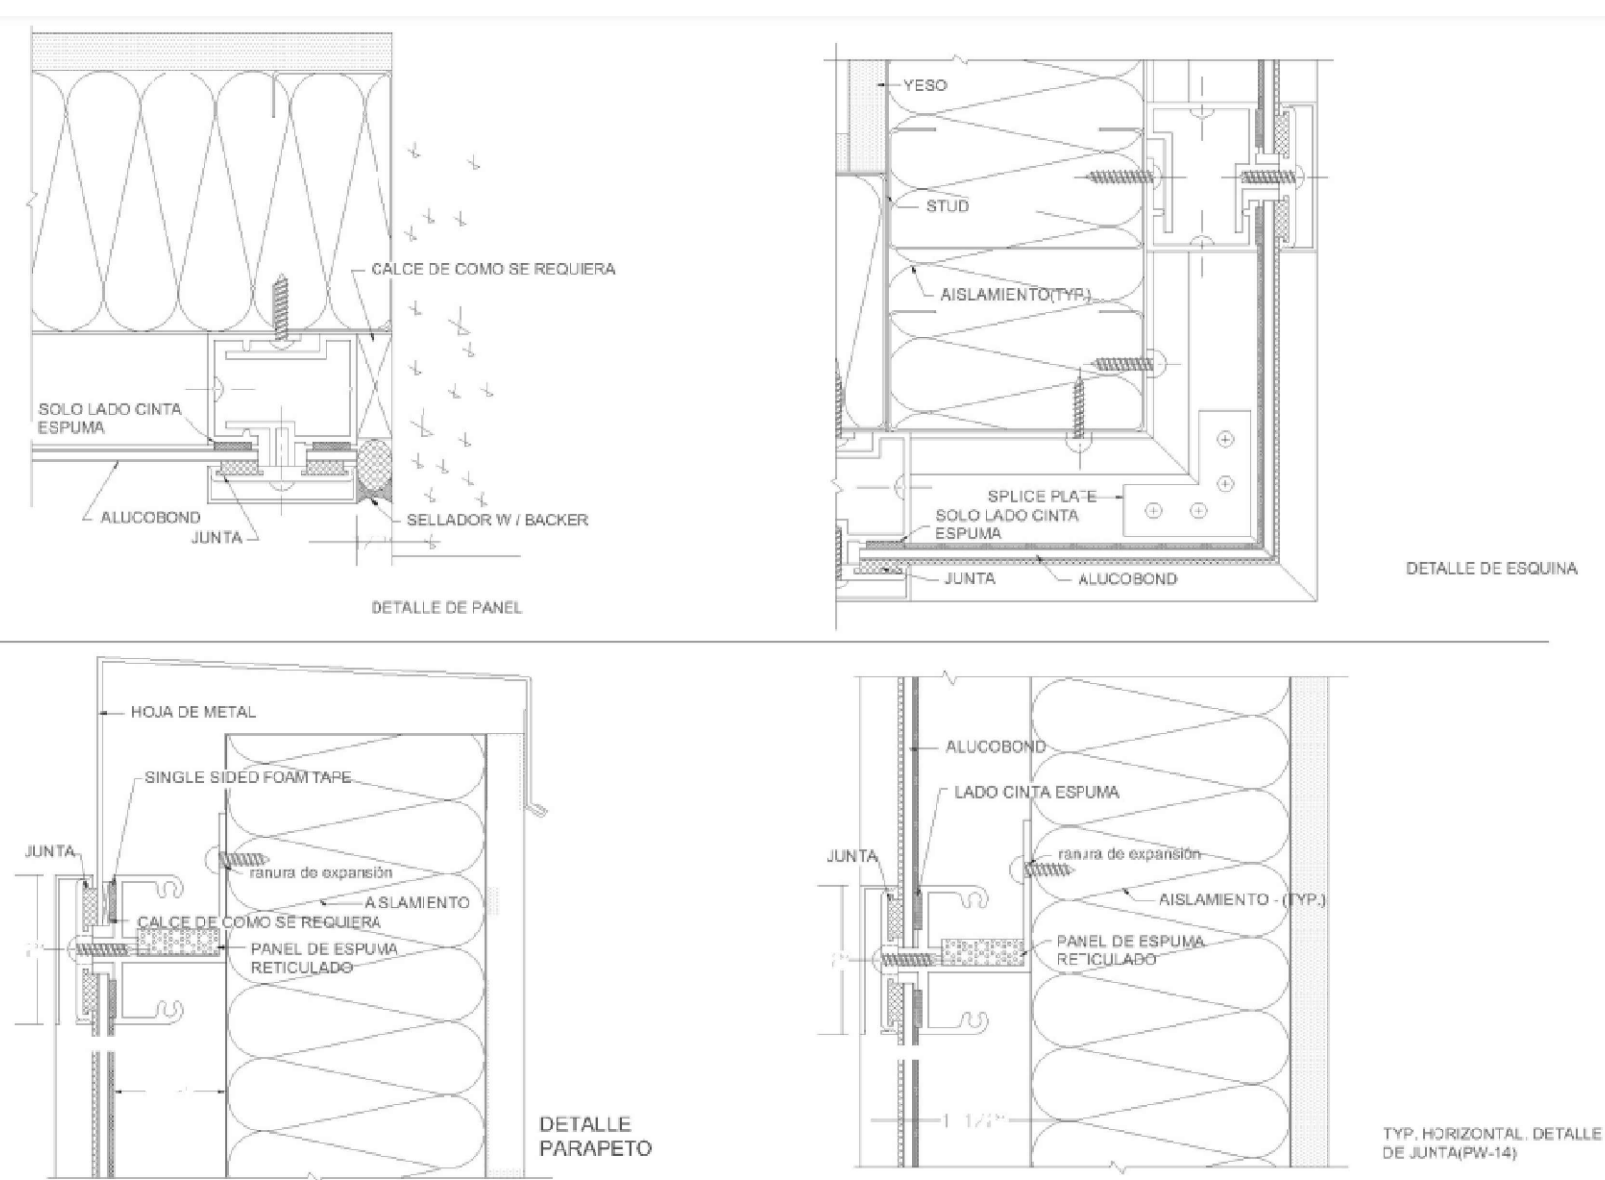 CALCE DE COMO SE REQUIERA
SOLO LADO CINTA
ESPUMA
ALUCOBOND
JUNTA
SELLADOR W / BACKER
DETALLE DE PANEL
YESO
STUD
AISLAMIENTO(TYP.)
SPLICE PLATE
SOLO LADO CINTA
ESPUMA
JUNTA
ALUCOBOND
DETALLE DE ESQUINA
HOJA DE METAL
SINGLE SIDED FOAM TAPE
JUNTA
ranura de expansión
AISLAMIENTO
CALCE DE COMO SE REQUIERA
PANEL DE ESPUMA
RETICULADO
DETALLE
PARAPETO
ALUCOBOND
LADO CINTA ESPUMA
JUNTA
ranura de expansión
AISLAMIENTO - (TYP.)
PANEL DE ESPUMA
RETICULADO
1 1/2"
TYP. HORIZONTAL. DETALLE
DE JUNTA(PW-14)